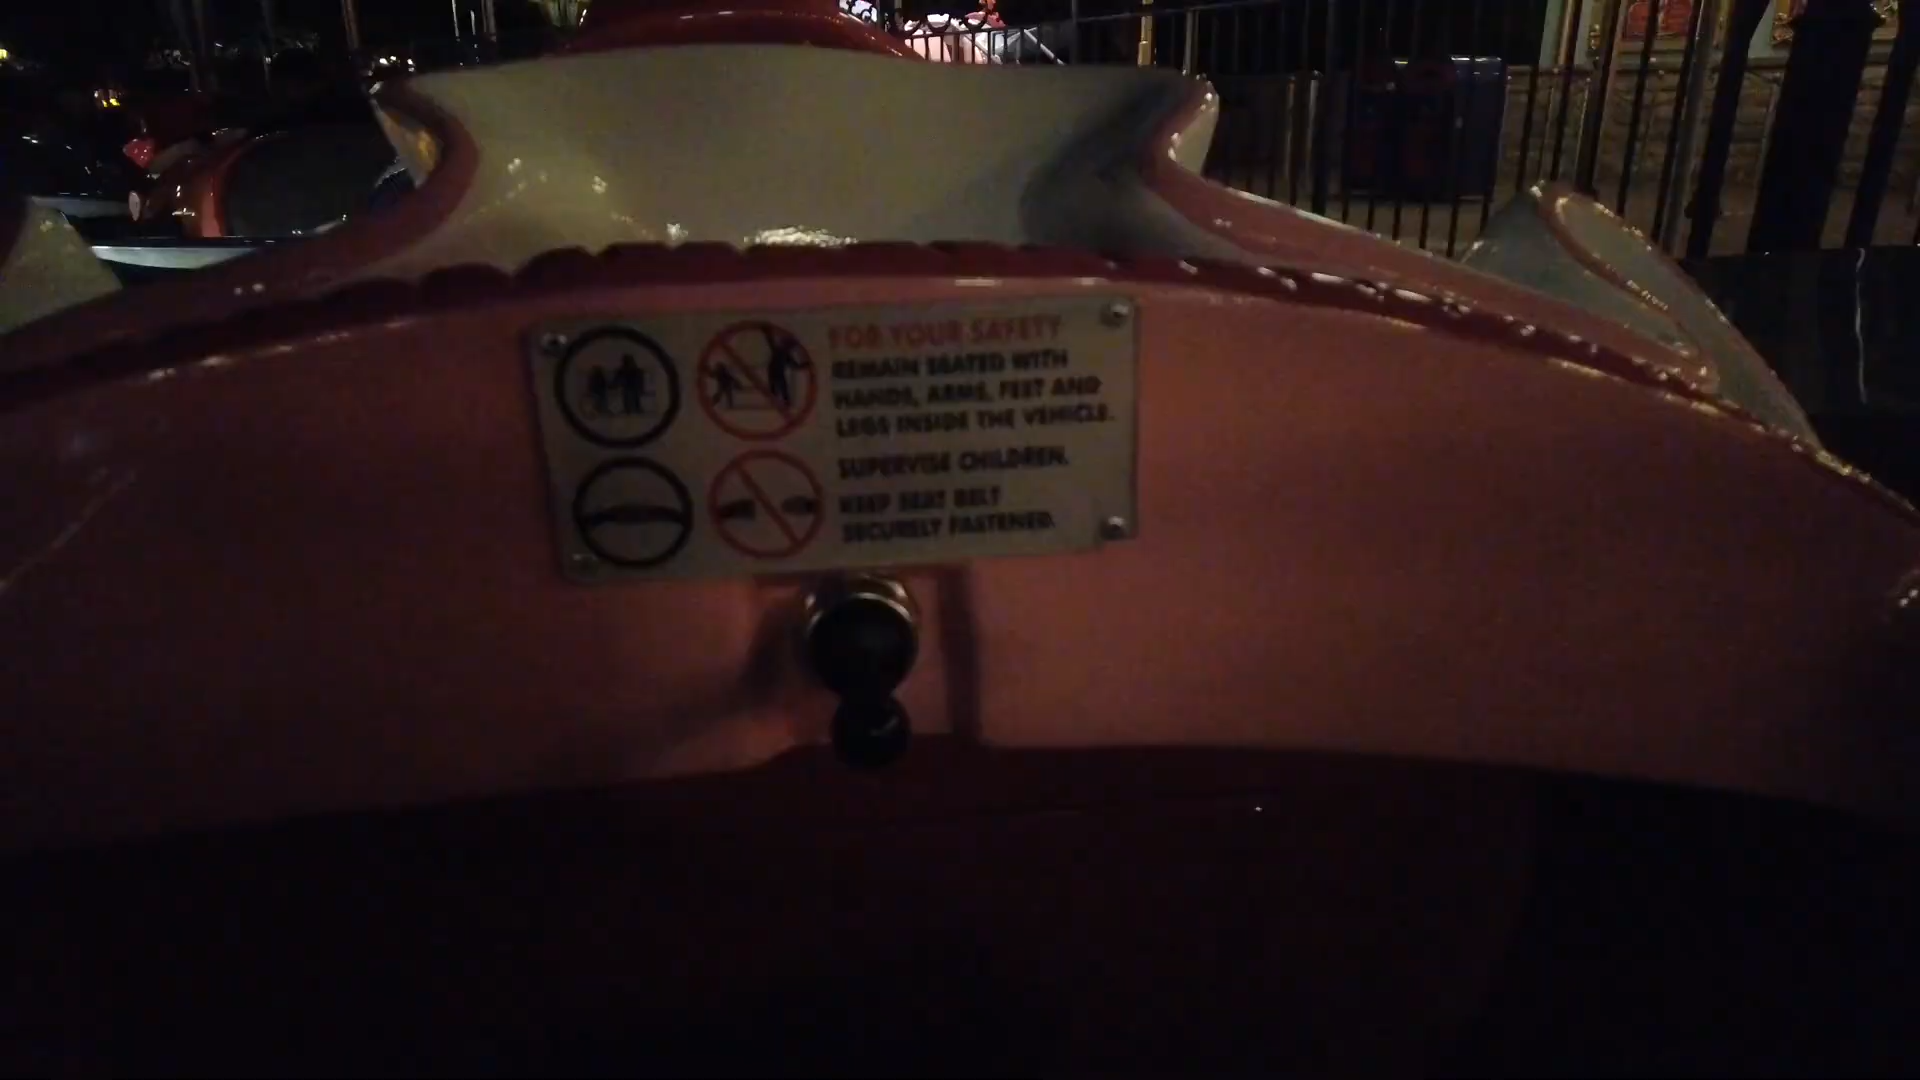 FOR YOUR SAFETY
REMAIN SEATED WITH
HANDS, ARMS, FEET AND
LEGS INSIDE THE VEHICLE.
SUPERVISE CHILDREN.
KEEP SEAT BELT
SECURELY FASTENED.